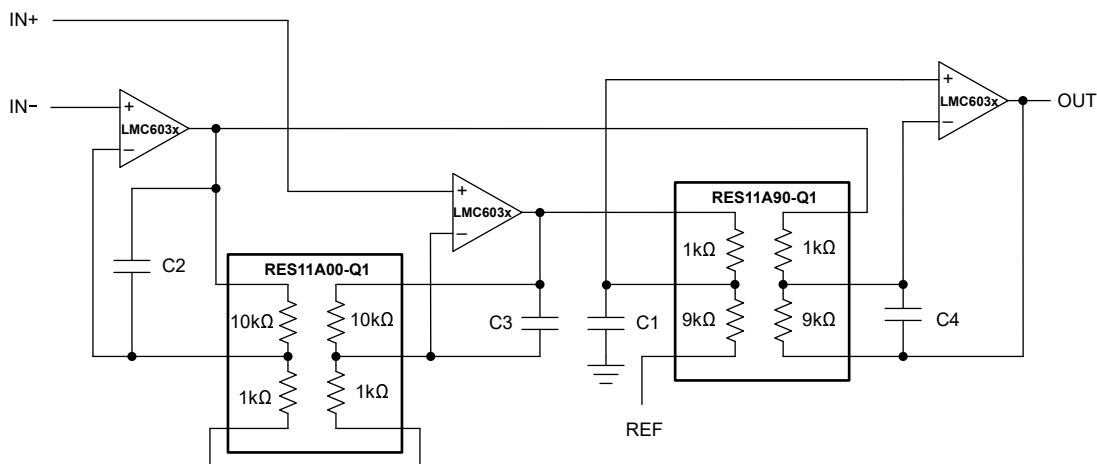 IN+
IN−
+
LMC603x
−
+
LMC603x
−
+
LMC603x
−
OUT
C2
RES11A00-Q1
10kΩ
10kΩ
1kΩ
1kΩ
C3
C1
RES11A90-Q1
1kΩ
1kΩ
9kΩ
9kΩ
C4
REF